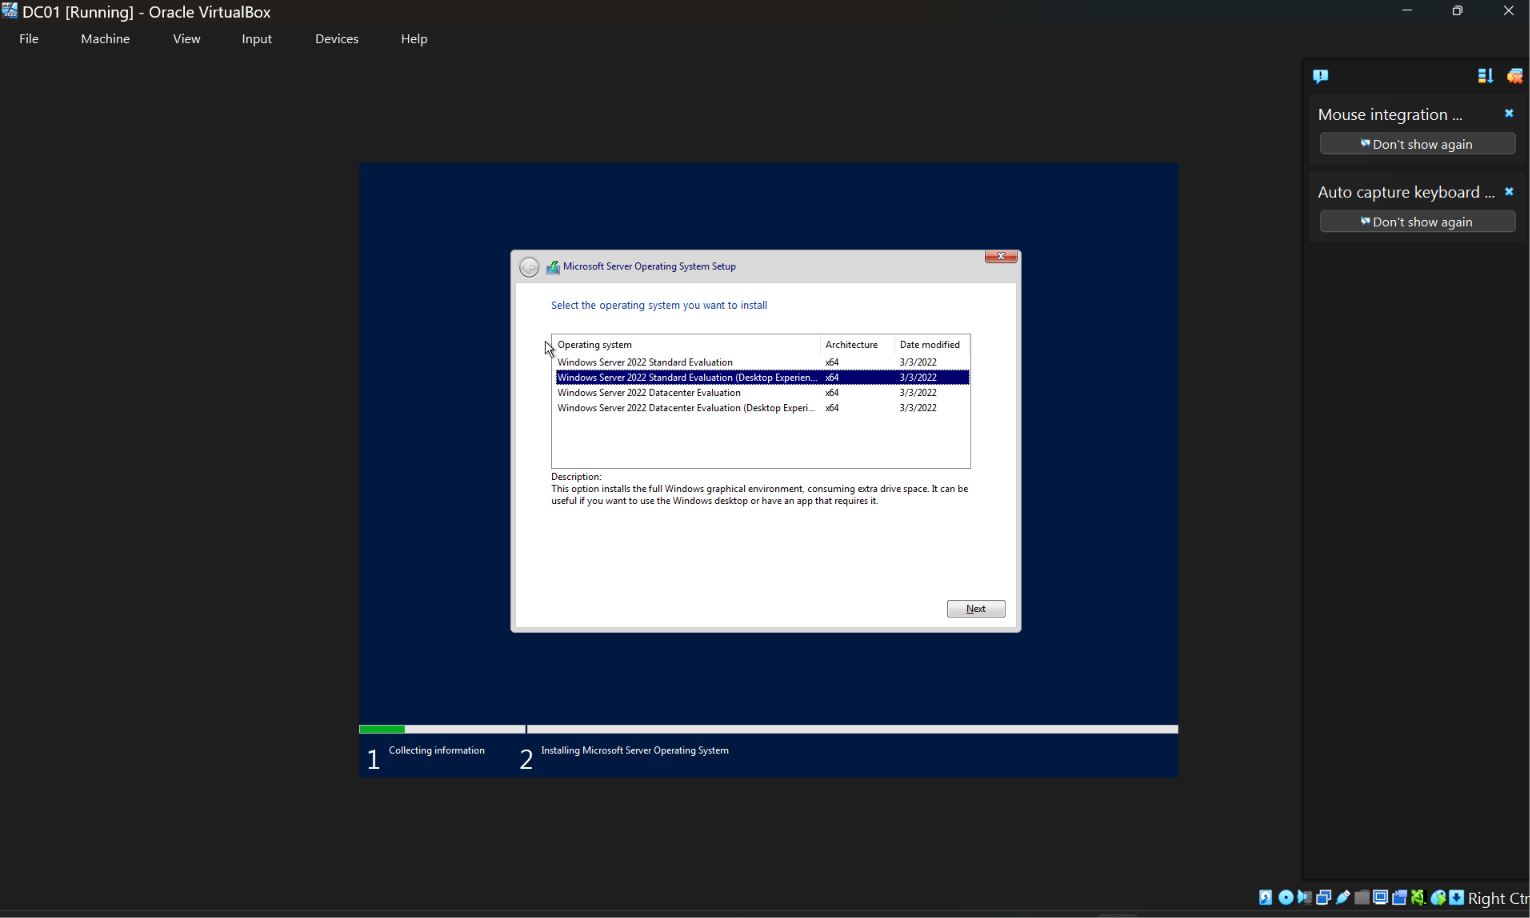 DC01 [Running] - Oracle VirtualBox
File Machine View Input Devices Help
Mouse integration ...
Don't show again
Auto capture keyboard ...
Don't show again
Microsoft Server Operating System Setup
Select the operating system you want to install
Operating system Architecture Date modified
Windows Server 2022 Standard Evaluation x64 3/3/2022
Windows Server 2022 Standard Evaluation (Desktop Experien... x64 3/3/2022
Windows Server 2022 Datacenter Evaluation x64 3/3/2022
Windows Server 2022 Datacenter Evaluation (Desktop Experi... x64 3/3/2022
Description:
This option installs the full Windows graphical environment, consuming extra drive space. It can be
useful if you want to use the Windows desktop or have an app that requires it.
Next
1 Collecting information 2 Installing Microsoft Server Operating System
Right Ctr